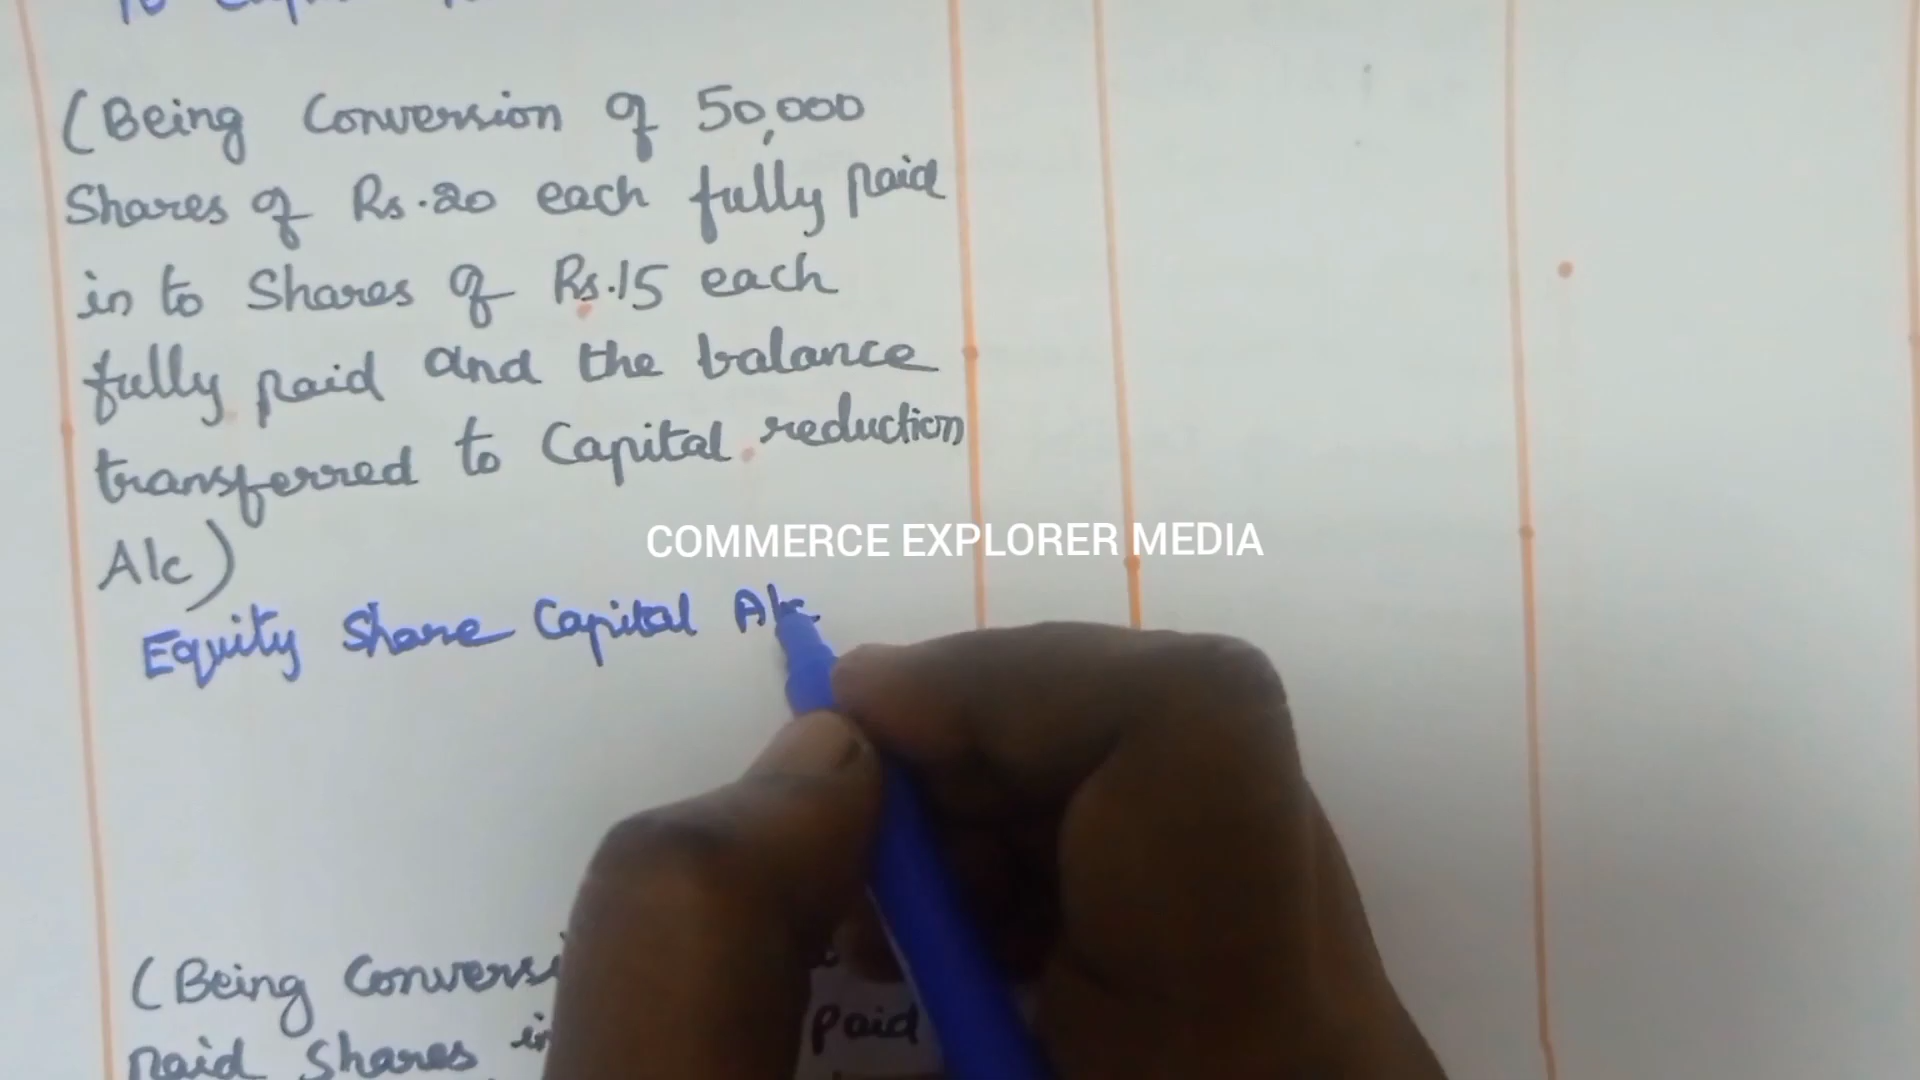 (Being Conversion of 50,000
Shares of Rs.20 each fully paid
in to Shares of Rs.15 each
fully paid and the balance
transferred to Capital reduction
A/c)
COMMERCE EXPLORER MEDIA
Equity Share Capital A/c
(Being
paid Shares paid